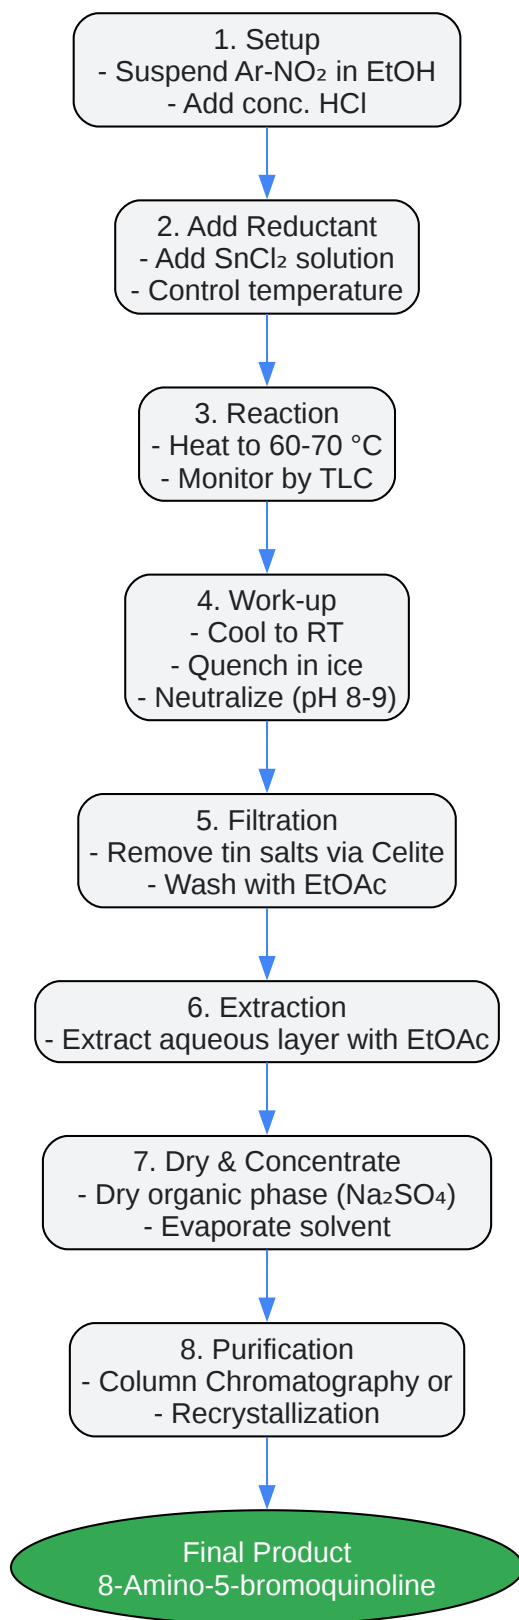 1. Setup
- Suspend Ar-NO₂ in EtOH
- Add conc. HCl
2. Add Reductant
- Add SnCl₂ solution
- Control temperature
3. Reaction
- Heat to 60-70 °C
- Monitor by TLC
4. Work-up
- Cool to RT
- Quench in ice
- Neutralize (pH 8-9)
5. Filtration
- Remove tin salts via Celite
- Wash with EtOAc
6. Extraction
- Extract aqueous layer with EtOAc
7. Dry & Concentrate
- Dry organic phase (Na₂SO₄)
- Evaporate solvent
8. Purification
- Column Chromatography or
- Recrystallization
Final Product
8-Amino-5-bromoquinoline